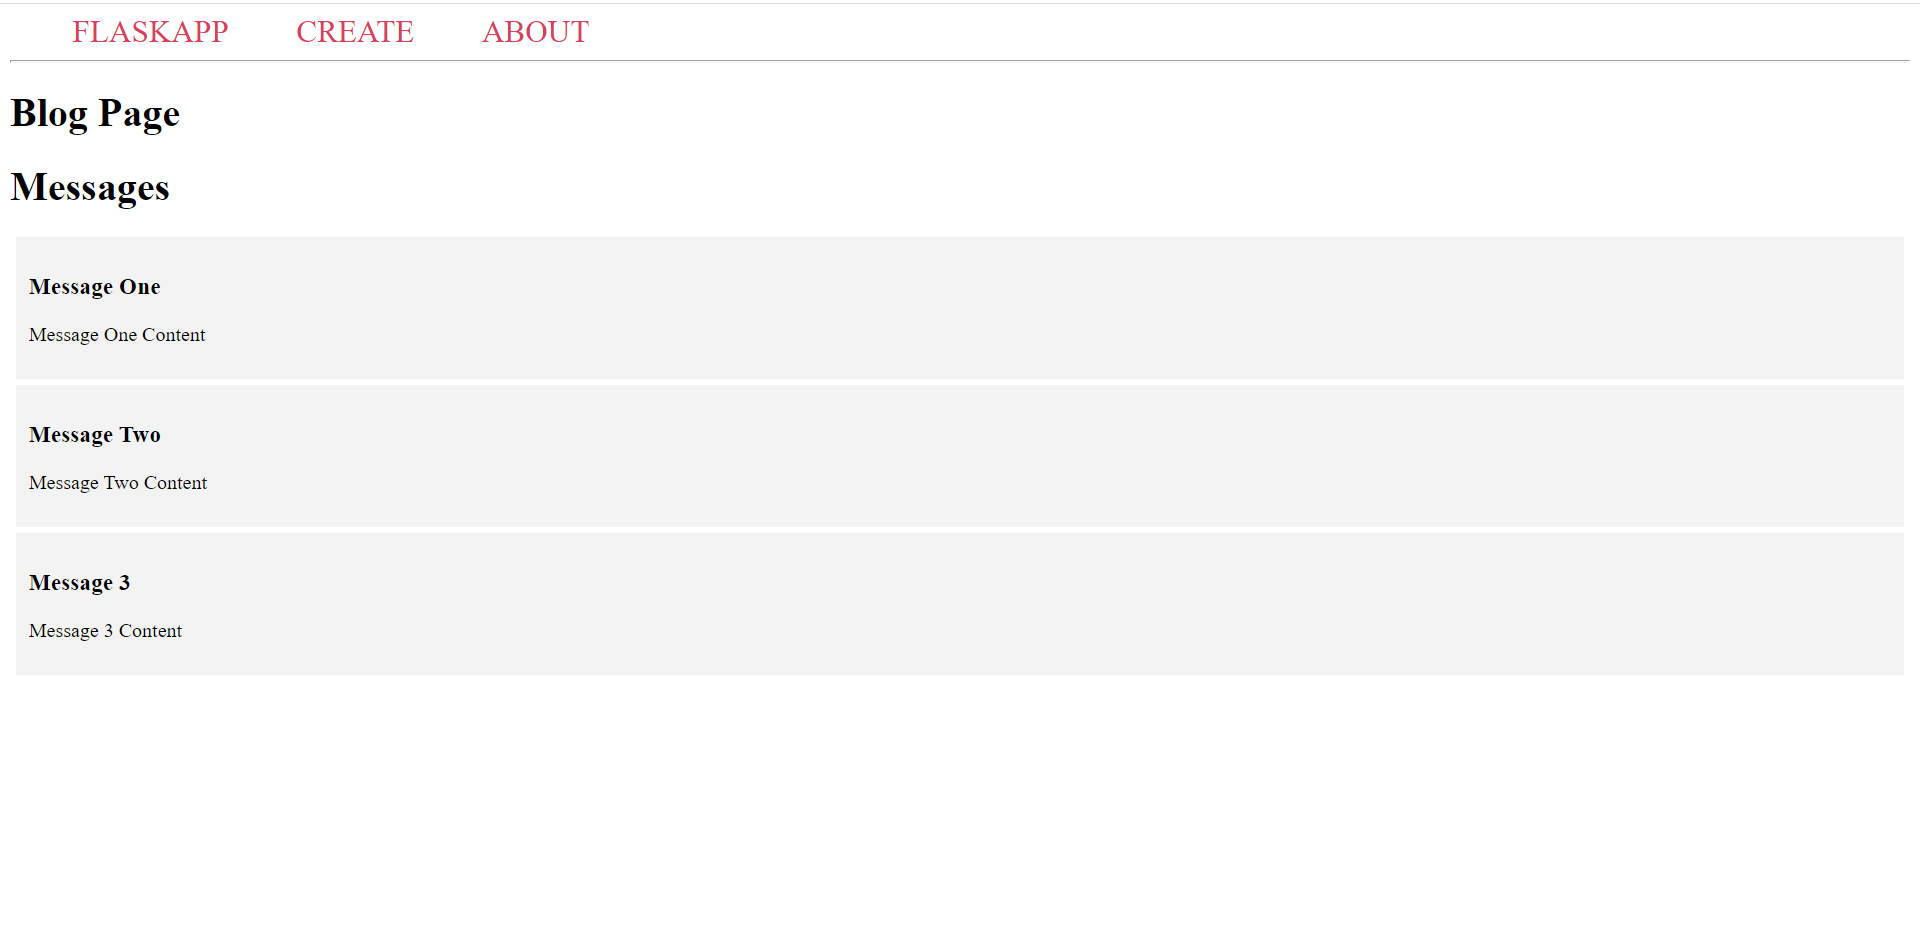 FLASKAPP CREATE ABOUT
Blog Page
Messages
Message One
Message One Content
Message Two
Message Two Content
Message 3
Message 3 Content